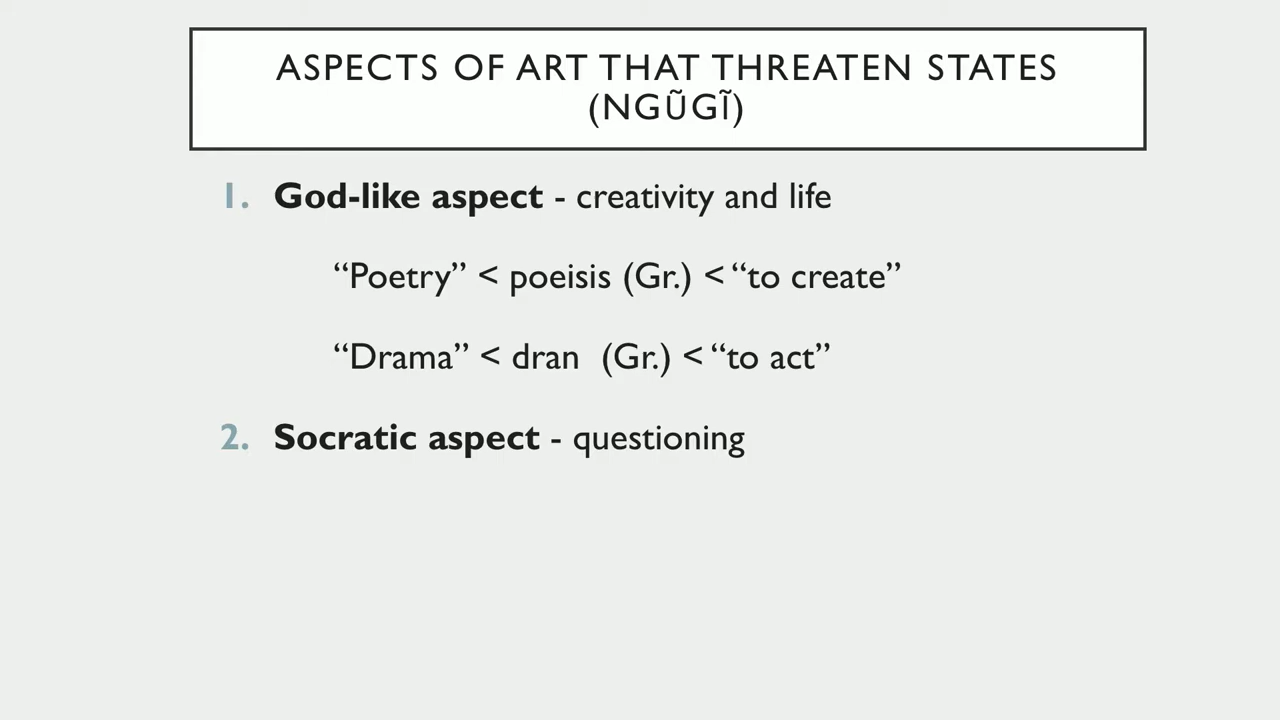 ASPECTS OF ART THAT THREATEN STATES
(NGŨGĨ)
1. God-like aspect - creativity and life
“Poetry” < poeisis (Gr.) < “to create”
“Drama” < dran (Gr.) < “to act”
2. Socratic aspect - questioning